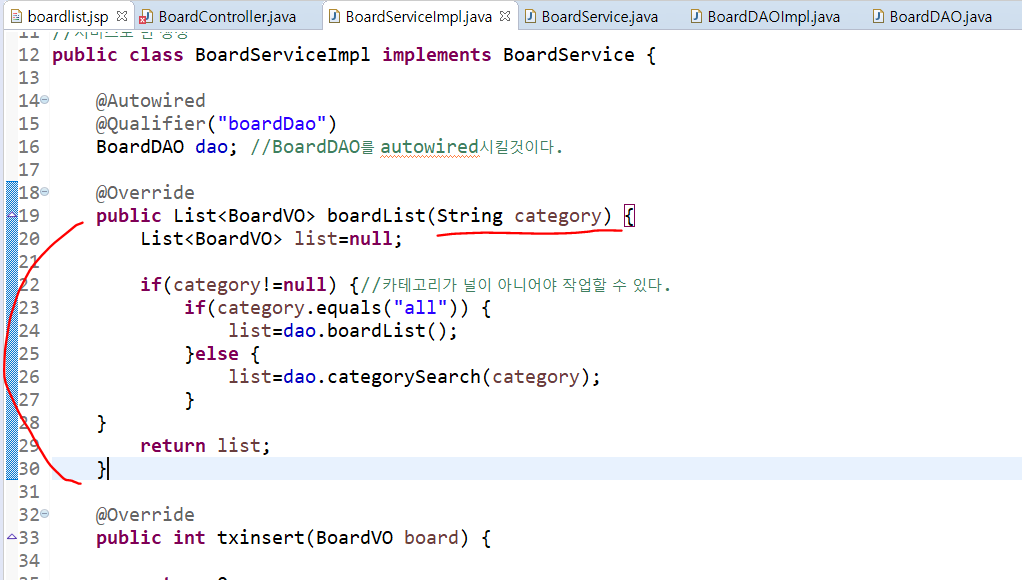 boardlist.jsp BoardController.java BoardServiceImpl.java BoardService.java BoardDAOImpl.java BoardDAO.java
11
12 public class BoardServiceImpl implements BoardService {
13
14 @Autowired
15 @Qualifier("boardDao")
16 BoardDAO dao; //BoardDAO를 autowired시킬것이다.
17
18 @Override
19 public List<BoardVO> boardList(String category) {
20 List<BoardVO> list=null;
21
22 if(category!=null) {//카테고리가 널이 아니어야 작업할 수 있다.
23 if(category.equals("all")) {
24 list=dao.boardList();
25 }else {
26 list=dao.categorySearch(category);
27 }
28 }
29 return list;
30 }
31
32 @Override
33 public int txinsert(BoardVO board) {
34